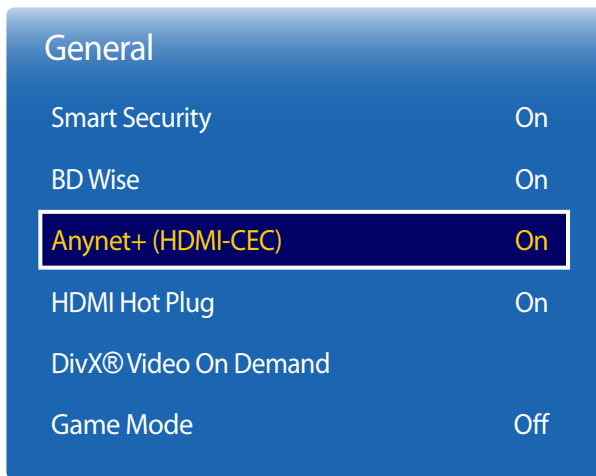 General
Smart Security On
BD Wise On
Anynet+ (HDMI-CEC) On
HDMI Hot Plug On
DivX® Video On Demand
Game Mode Off